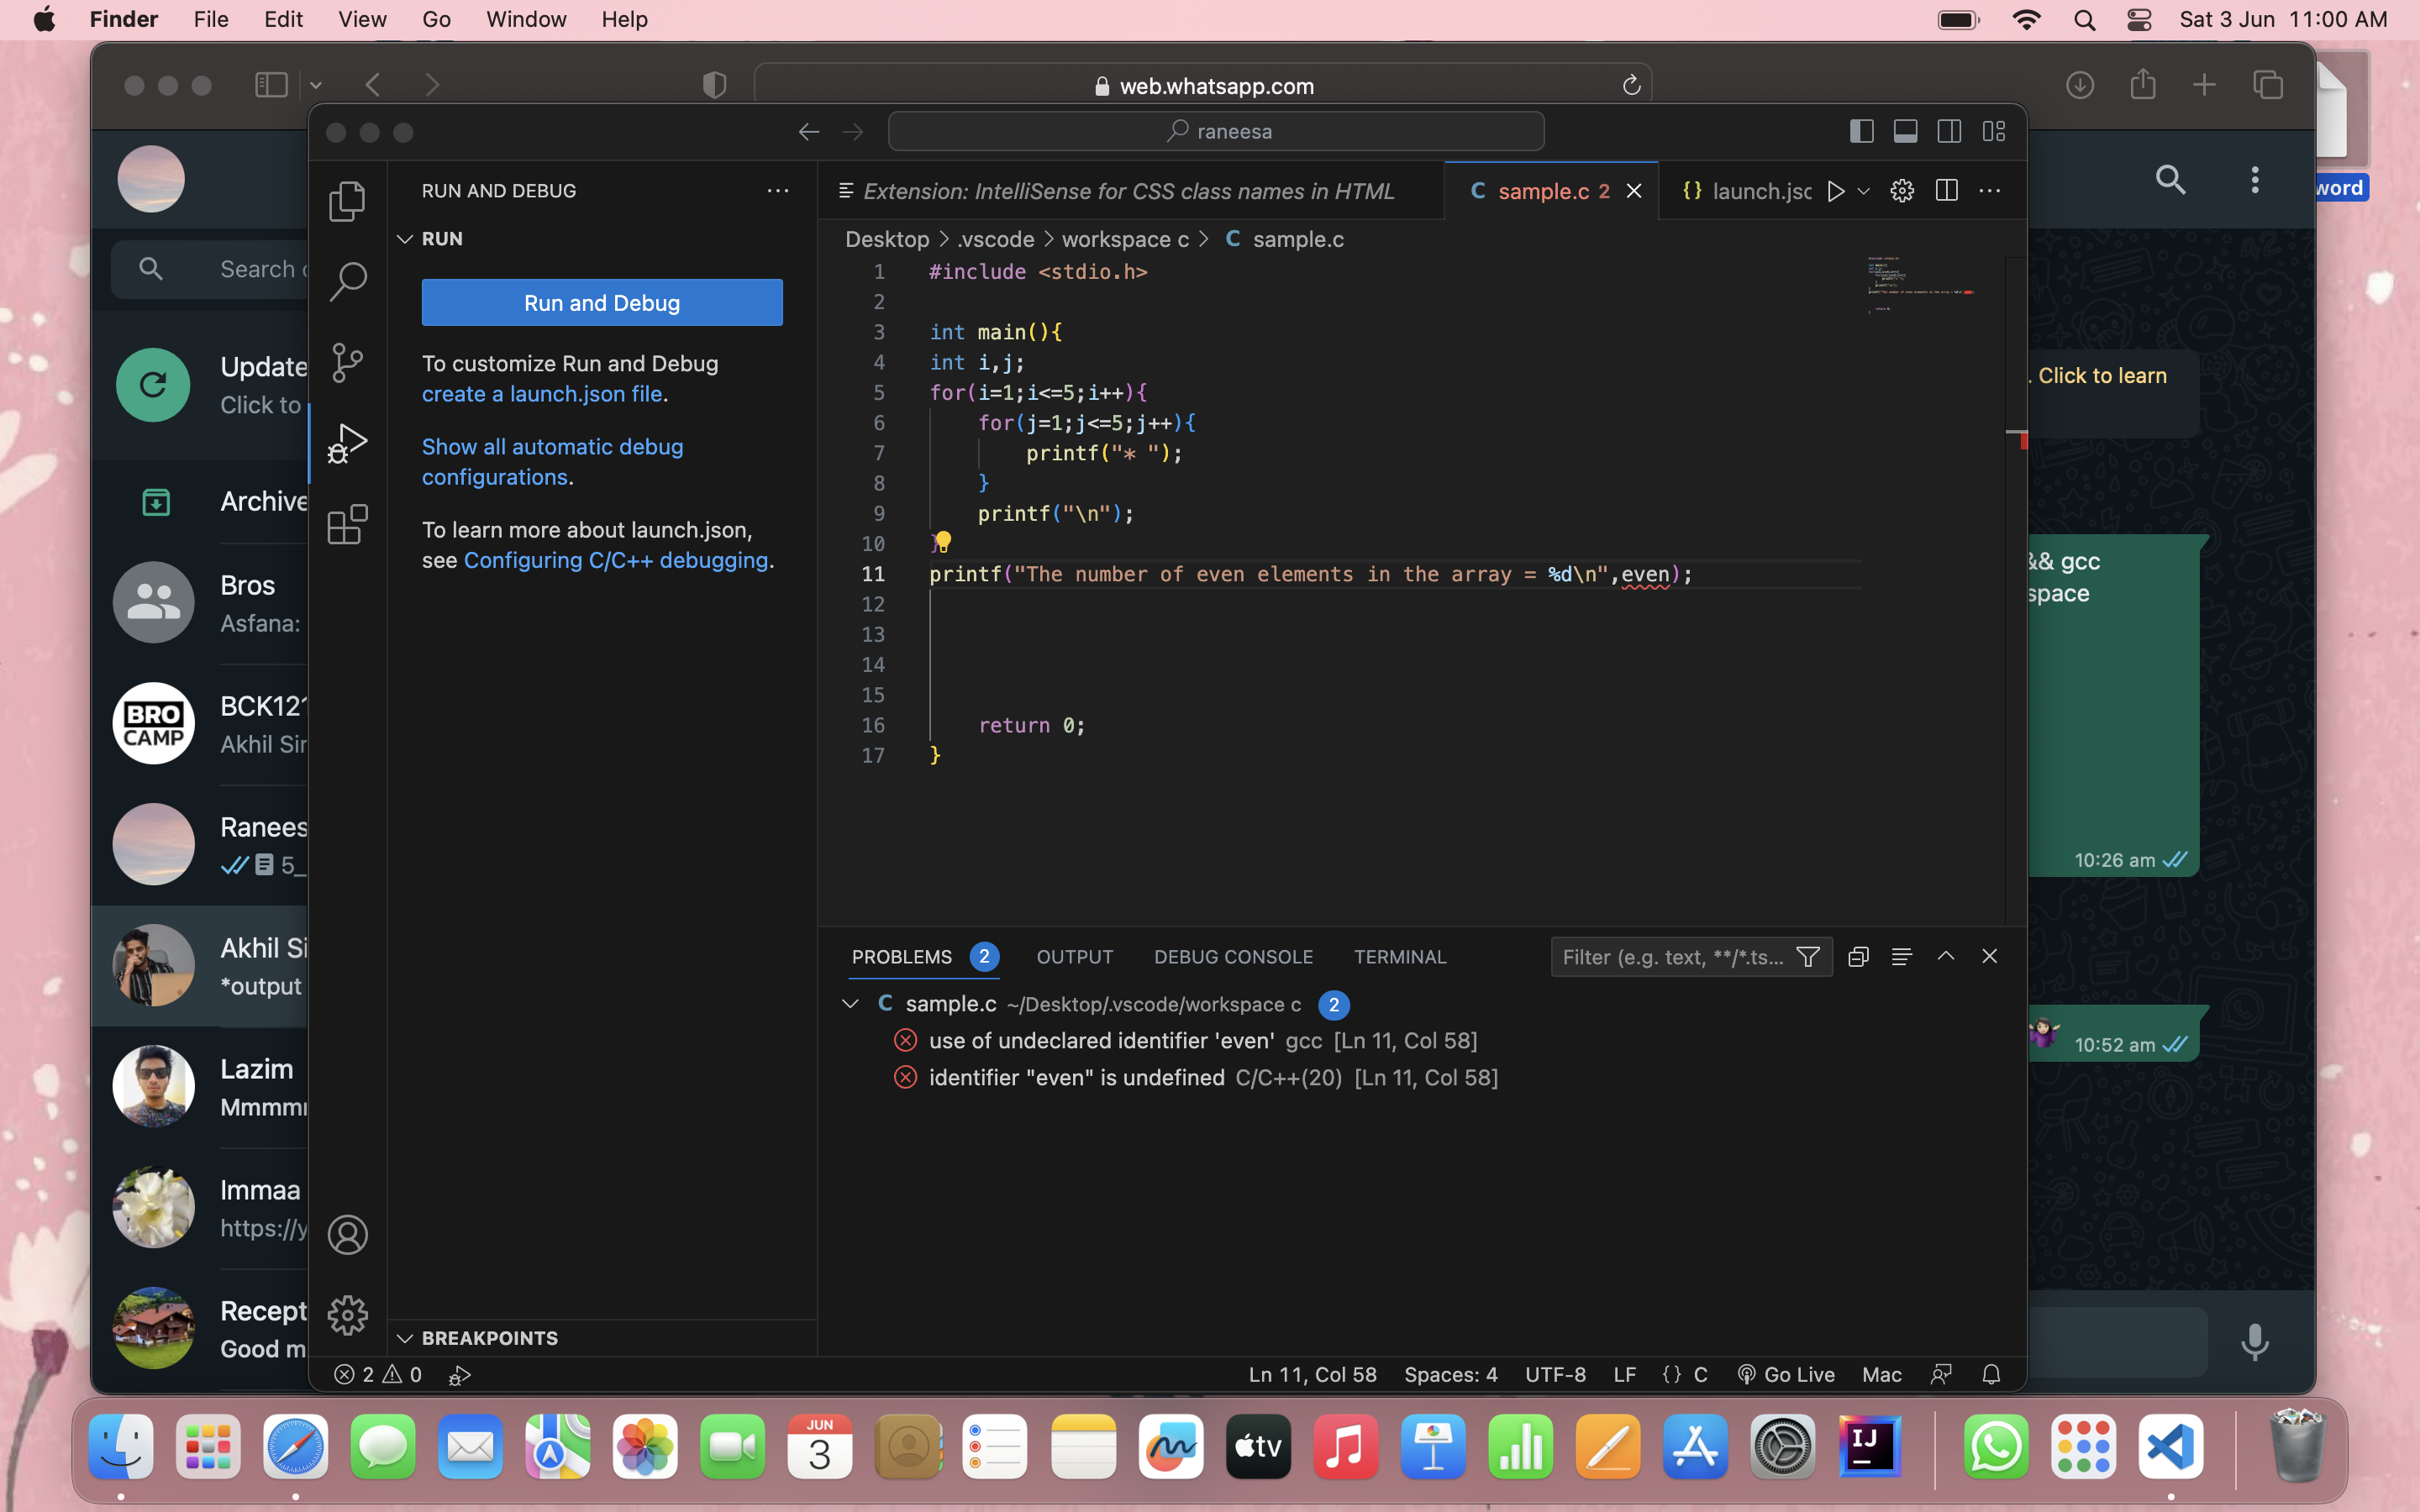 Finder File Edit View Go Window Help
Sat 3 Jun 11:00 AM
web.whatsapp.com
word
raneesa
Search
Update
Click to
Archive
Bros
Asfana:
BRO
CAMP
BCK121
Akhil Sir
Ranees
5_
Akhil Si
*output
Lazim
Mmmm
Immaa
https://y
Recept
Good m
RUN AND DEBUG
RUN
Run and Debug
To customize Run and Debug
create a launch.json file.
Show all automatic debug
configurations.
To learn more about launch.json,
see Configuring C/C++ debugging.
BREAKPOINTS
Extension: IntelliSense for CSS class names in HTML
C sample.c 2
{} launch.jsc
Desktop > .vscode > workspace c > C sample.c
1 #include <stdio.h>
2
3 int main(){
4 int i,j;
5 for(i=1;i<=5;i++){
6 for(j=1;j<=5;j++){
7 printf("* ");
8 }
9 printf("\n");
10 }
11 printf("The number of even elements in the array = %d\n",even);
12
13
14
15
16 return 0;
17 }
PROBLEMS 2 OUTPUT DEBUG CONSOLE TERMINAL
Filter (e.g. text, **/*.ts...
C sample.c ~/Desktop/.vscode/workspace c 2
use of undeclared identifier 'even' gcc [Ln 11, Col 58]
identifier "even" is undefined C/C++(20) [Ln 11, Col 58]
2 0
Ln 11, Col 58 Spaces: 4 UTF-8 LF {} C Go Live Mac
. Click to learn
&& gcc
space
10:26 am
10:52 am
JUN
3
tv
IJ